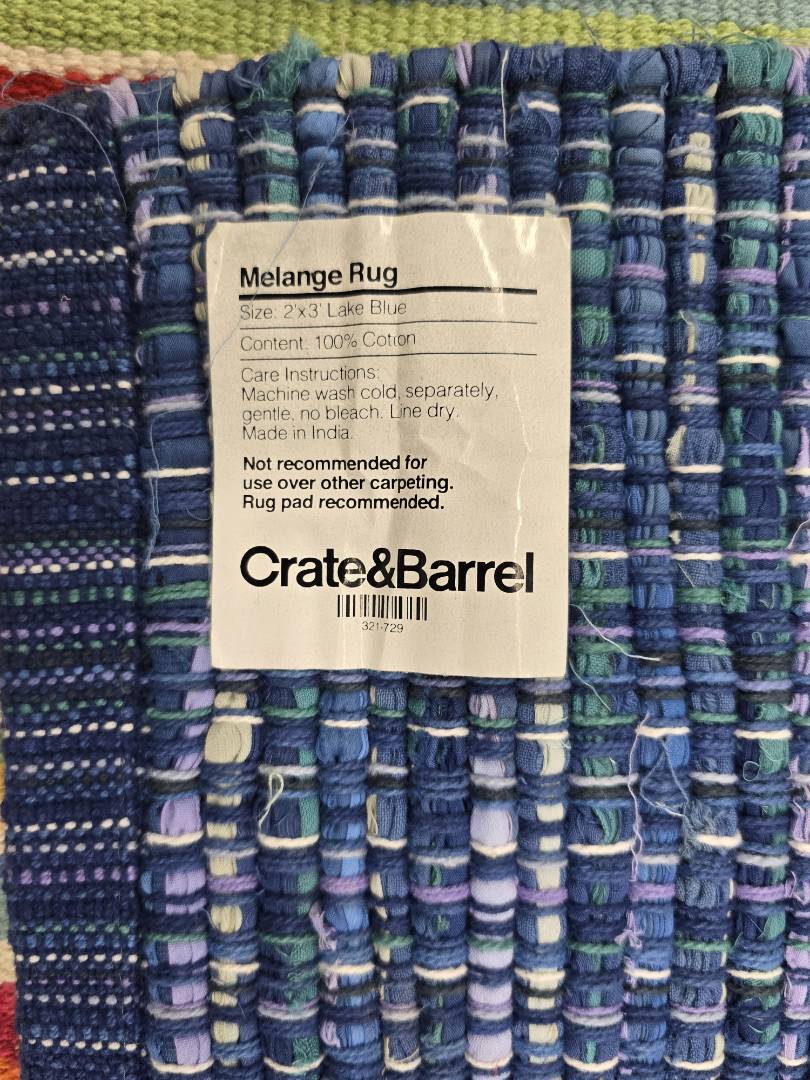 Melange Rug
Size: 2'x3' Lake Blue
Content: 100% Cotton
Care Instructions:
Machine wash cold, separately,
gentle, no bleach. Line dry.
Made in India.
Not recommended for
use over other carpeting.
Rug pad recommended.
Crate&Barrel
321-729